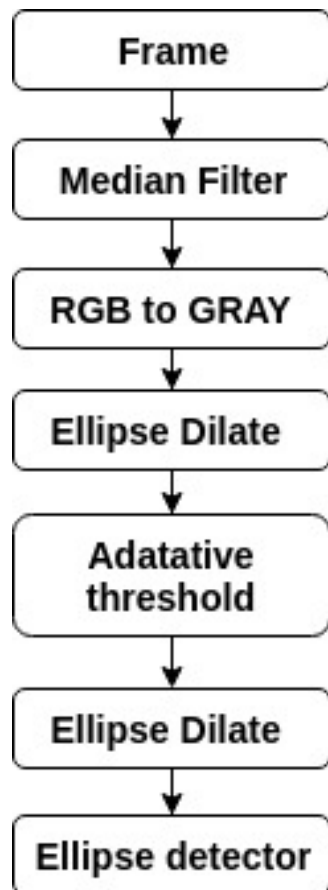 Frame
Median Filter
RGB to GRAY
Ellipse Dilate
Adatative
threshold
Ellipse Dilate
Ellipse detector